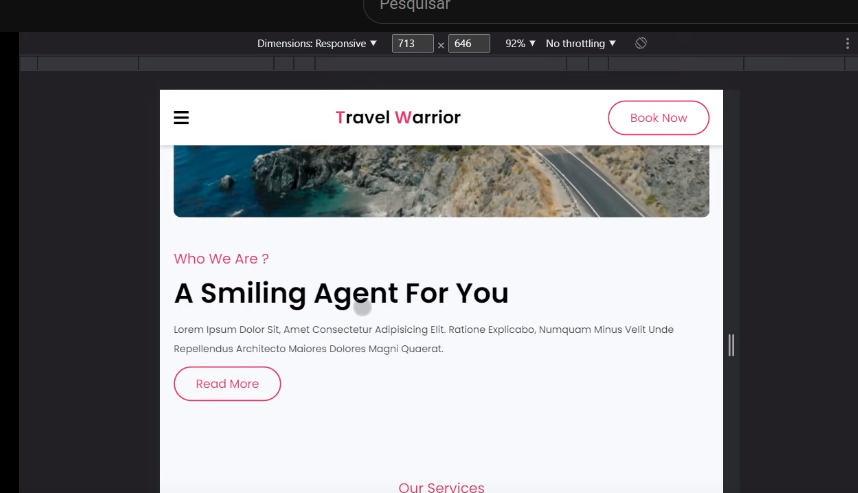 Pesquisar
Dimensions: Responsive ▼ 713 × 646 92% ▼ No throttling ▼
Travel Warrior Book Now
Who We Are ?
A Smiling Agent For You
Lorem Ipsum Dolor Sit, Amet Consectetur Adipisicing Elit. Ratione Explicabo, Numquam Minus Velit Unde
Repellendus Architecto Maiores Dolores Magni Quaerat.
Read More
Our Services